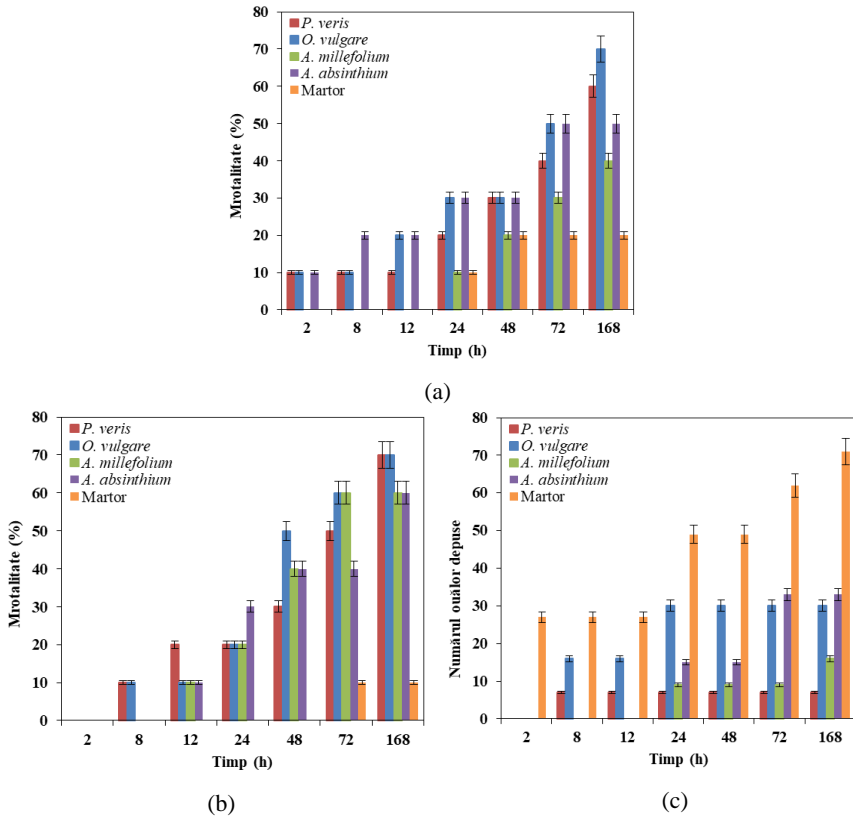 80
70
60
50
40
30
20
10
0
Mrotalitate (%)
P. veris
O. vulgare
A. millefolium
A. absinthium
Martor
2 8 12 24 48 72 168
Timp (h)
(a)
80
70
60
50
40
30
20
10
0
Mrotalitate (%)
P. veris
O. vulgare
A. millefolium
A. absinthium
Martor
2 8 12 24 48 72 168
Timp (h)
(b)
80
70
60
50
40
30
20
10
0
Numărul ouălor depuse
P. veris
O. vulgare
A. millefolium
A. absinthium
Martor
2 8 12 24 48 72 168
Timp (h)
(c)